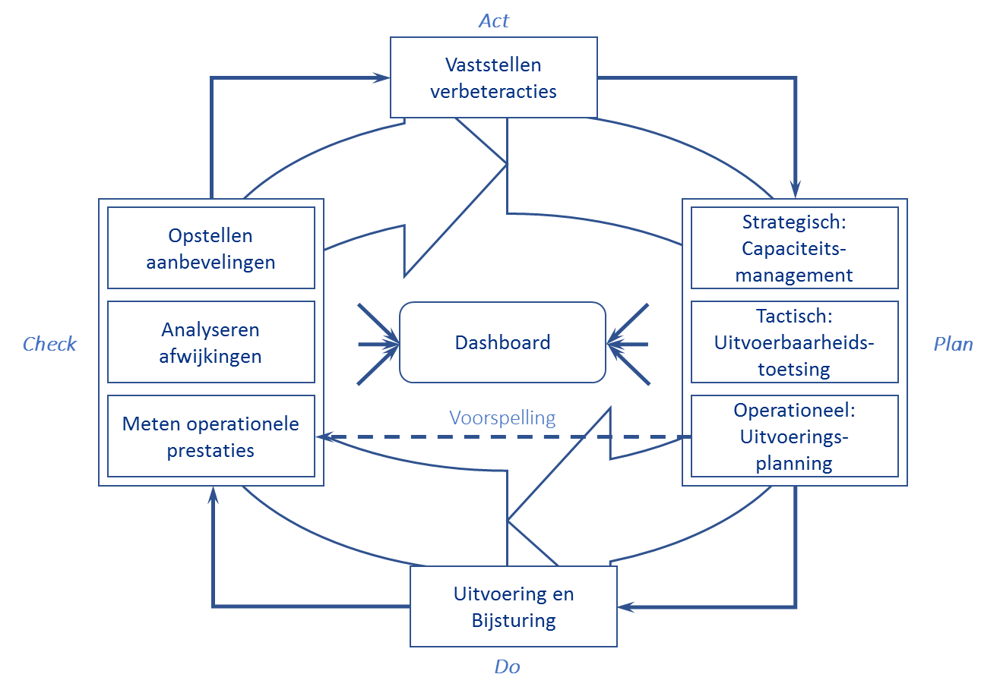 Act
Vaststellen
verbeteracties
Opstellen
aanbevelingen
Analyseren
afwijkingen
Meten operationele
prestaties
Check
Dashboard
Voorspelling
Strategisch:
Capaciteits-
management
Tactisch:
Uitvoerbaarheids-
toetsing
Operationeel:
Uitvoerings-
planning
Plan
Uitvoering en
Bijsturing
Do